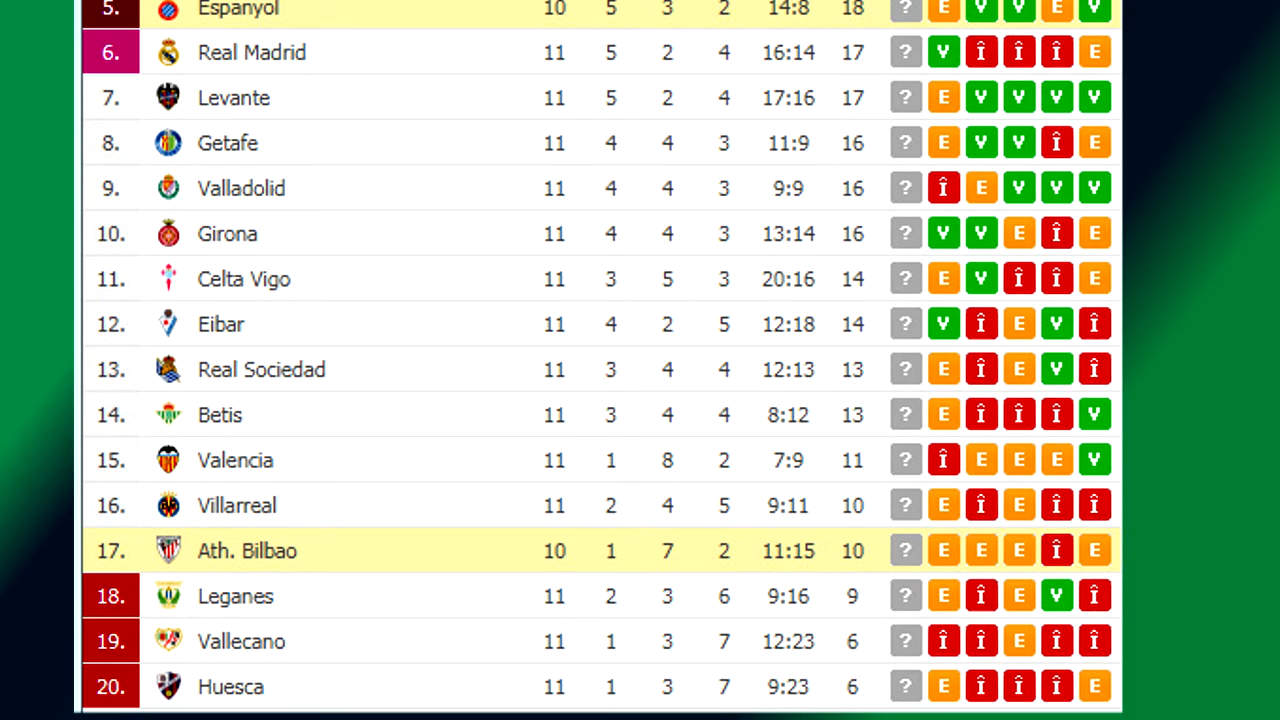 5. Espanyol 10 5 3 2 14:8 18 ? E V V E V
6. Real Madrid 11 5 2 4 16:14 17 ? V Î Î Î E
7. Levante 11 5 2 4 17:16 17 ? E V V V V
8. Getafe 11 4 4 3 11:9 16 ? E V V Î E
9. Valladolid 11 4 4 3 9:9 16 ? Î E V V V
10. Girona 11 4 4 3 13:14 16 ? V V E Î E
11. Celta Vigo 11 3 5 3 20:16 14 ? E V Î Î E
12. Eibar 11 4 2 5 12:18 14 ? V Î E V Î
13. Real Sociedad 11 3 4 4 12:13 13 ? E Î E V Î
14. Betis 11 3 4 4 8:12 13 ? E Î Î Î V
15. Valencia 11 1 8 2 7:9 11 ? Î E E E V
16. Villarreal 11 2 4 5 9:11 10 ? E Î E Î Î
17. Ath. Bilbao 10 1 7 2 11:15 10 ? E E E Î E
18. Leganes 11 2 3 6 9:16 9 ? E Î E V Î
19. Vallecano 11 1 3 7 12:23 6 ? Î Î E Î Î
20. Huesca 11 1 3 7 9:23 6 ? E Î Î Î E